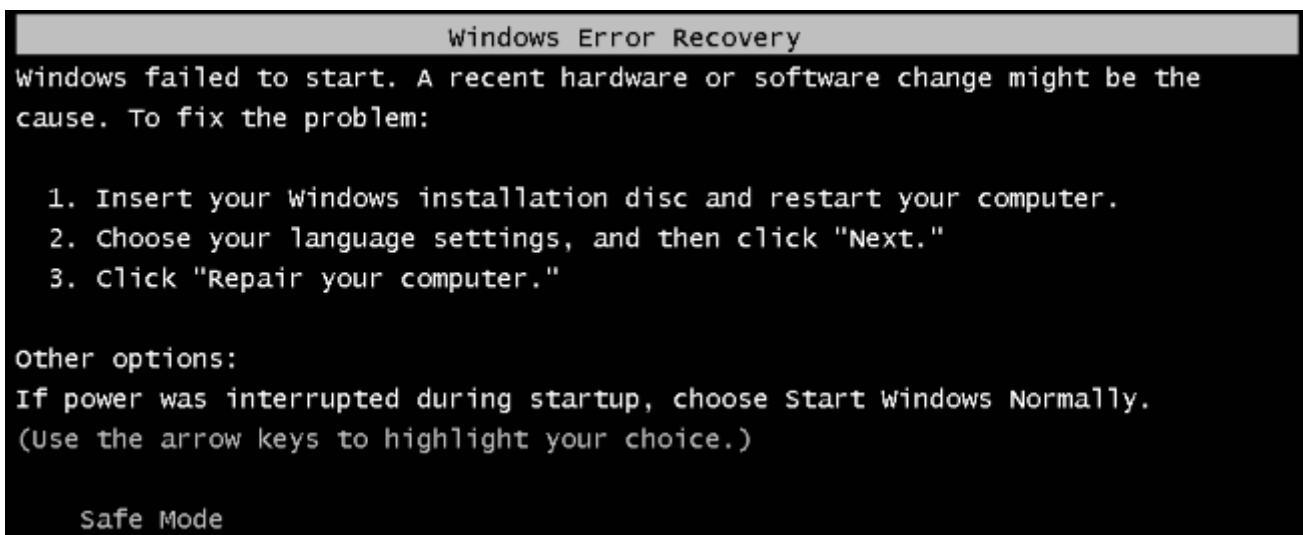 Windows Error Recovery
Windows failed to start. A recent hardware or software change might be the
cause. To fix the problem:
1. Insert your Windows installation disc and restart your computer.
2. Choose your language settings, and then click "Next."
3. Click "Repair your computer."
Other options:
If power was interrupted during startup, choose Start Windows Normally.
(Use the arrow keys to highlight your choice.)
Safe Mode